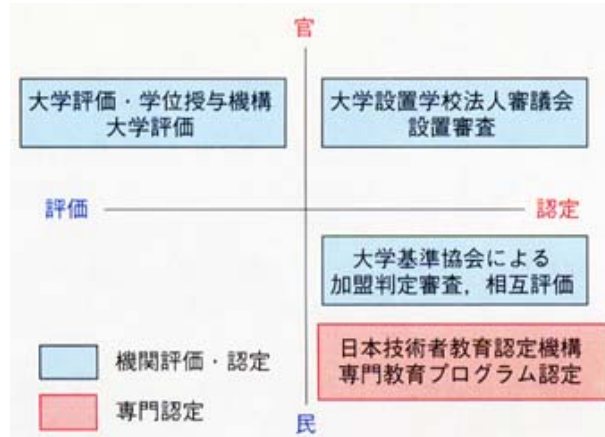 官
大学評価・学位授与機構
大学評価
大学設置学校法人審議会
設置審査
評価
認定
大学基準協会による
加盟判定審査，相互評価
日本技術者教育認定機構
専門教育プログラム認定
機関評価・認定
専門認定
民